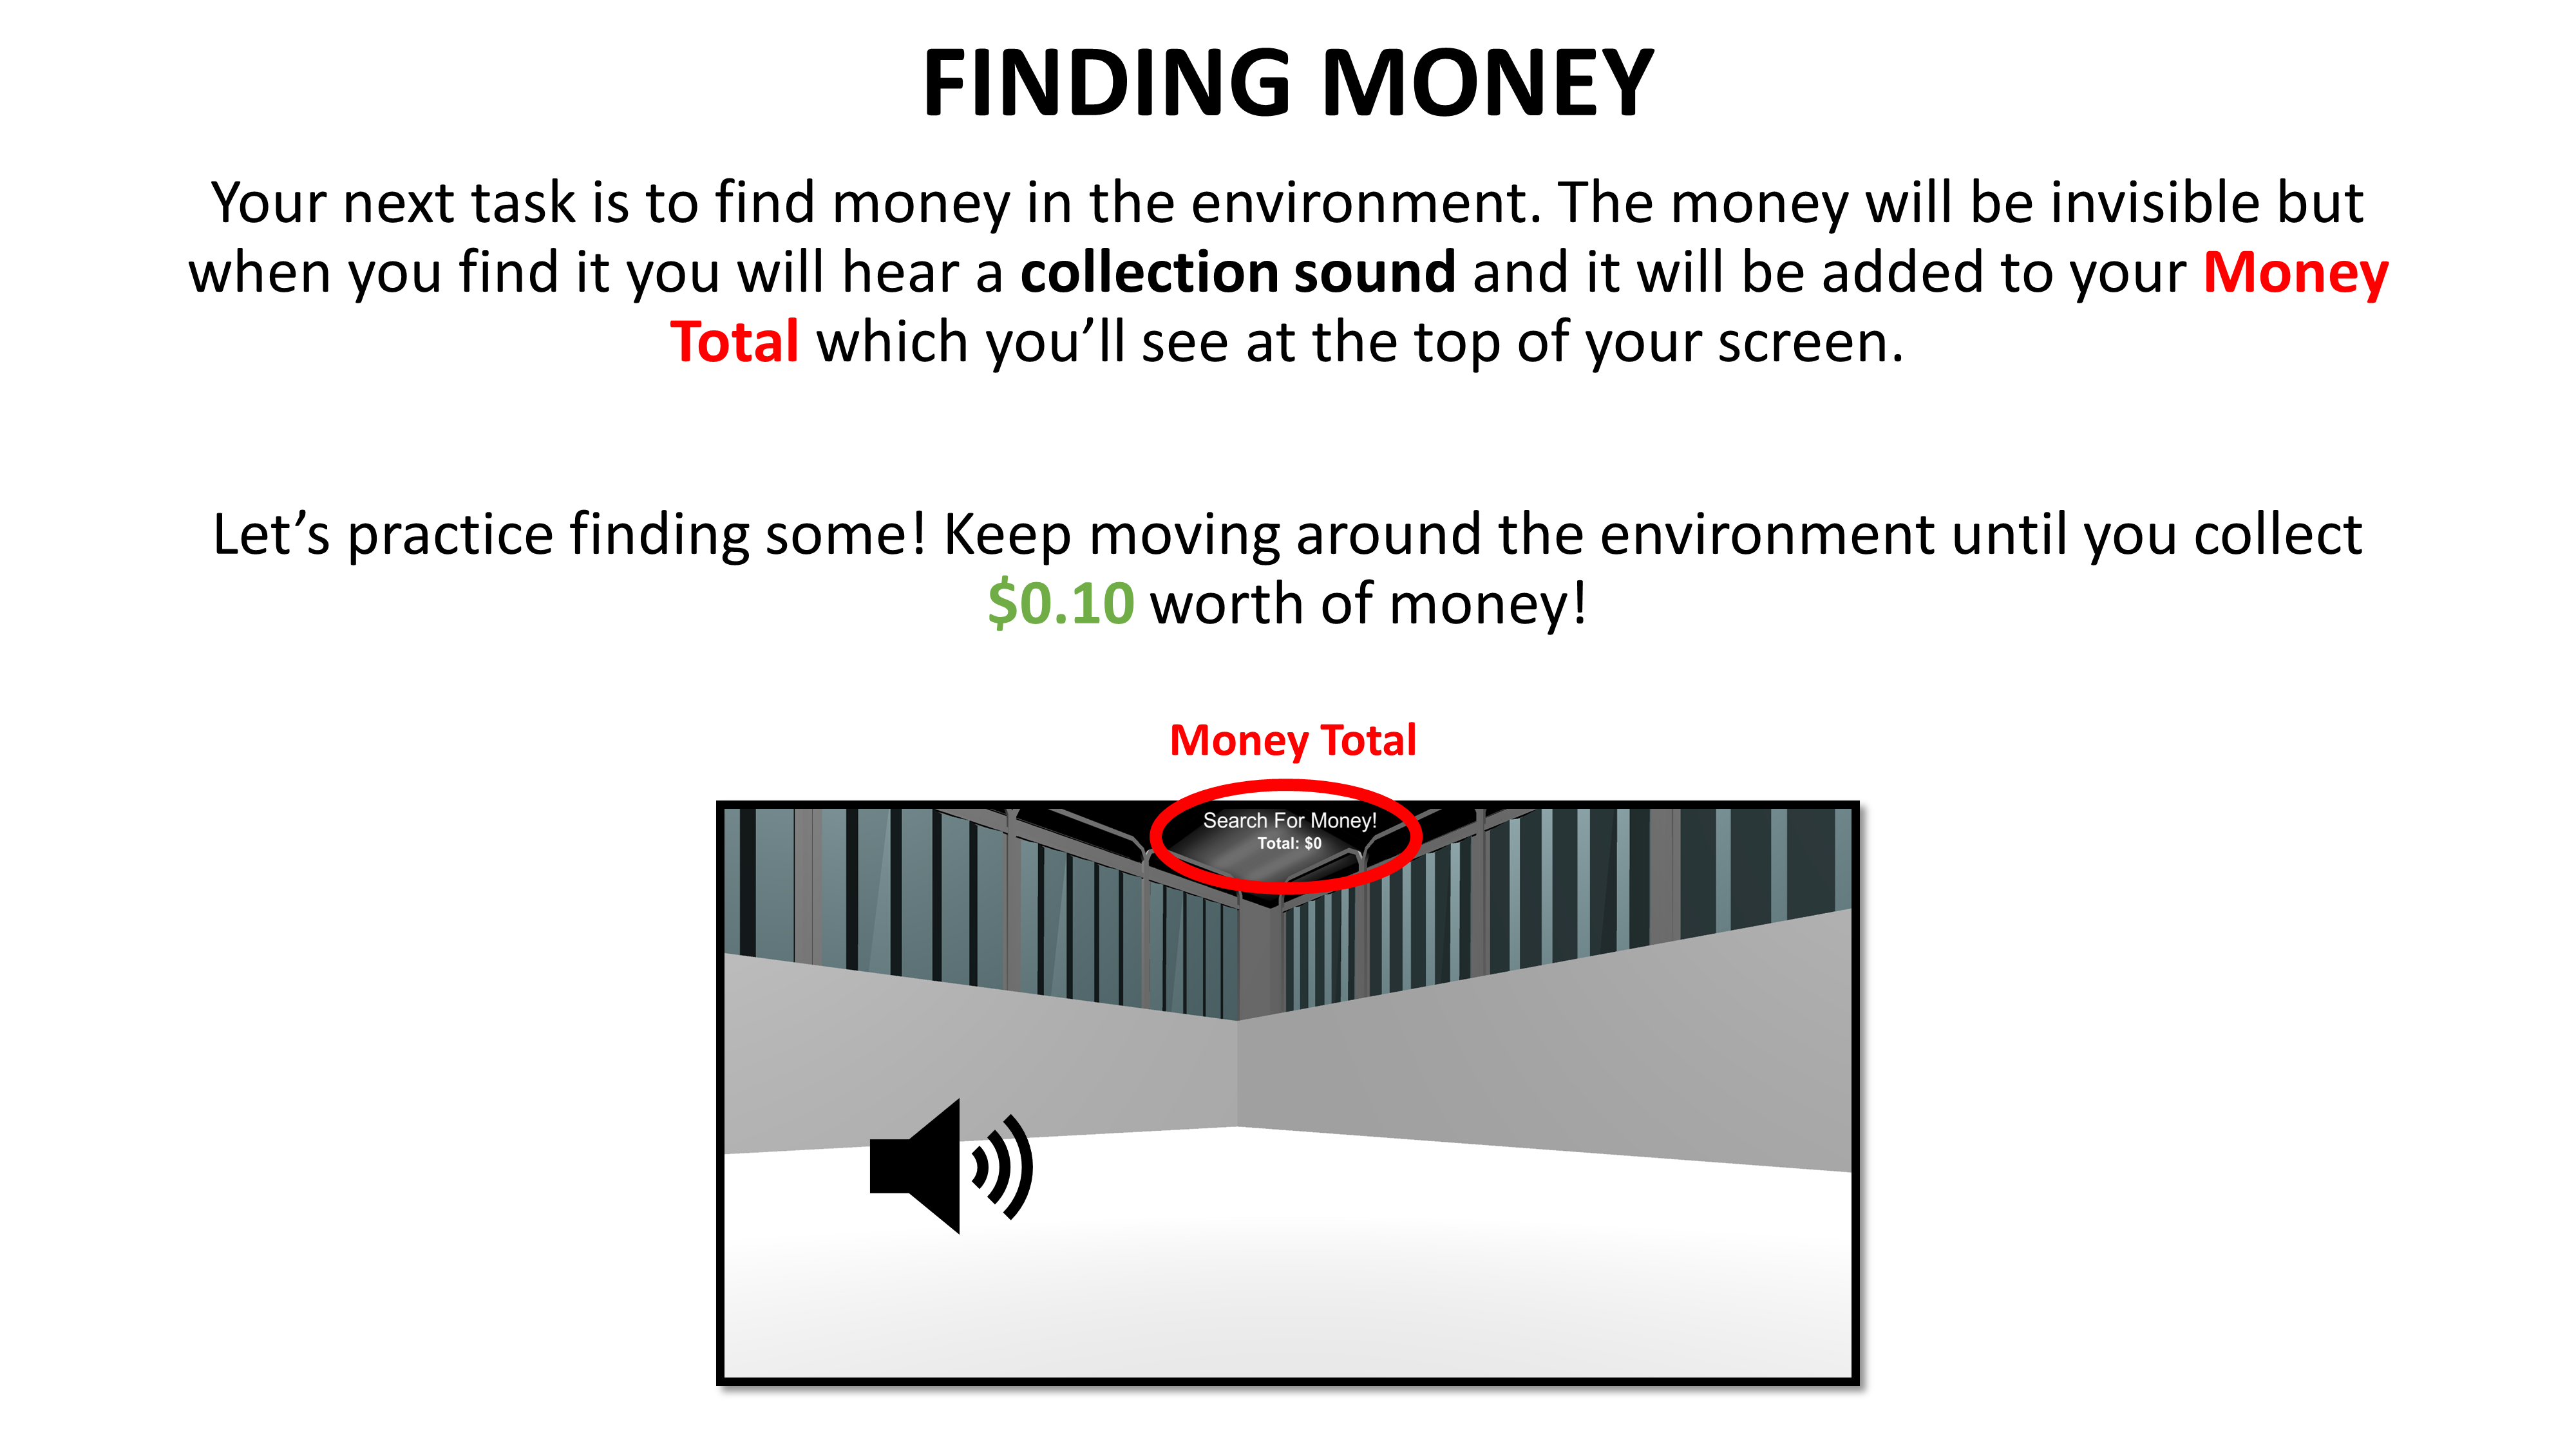 FINDING MONEY
Your next task is to find money in the environment. The money will be invisible but
when you find it you will hear a collection sound and it will be added to your Money
Total which you’ll see at the top of your screen.
Let’s practice finding some! Keep moving around the environment until you collect
$0.10 worth of money!
Money Total
Search For Money!
Total: $0